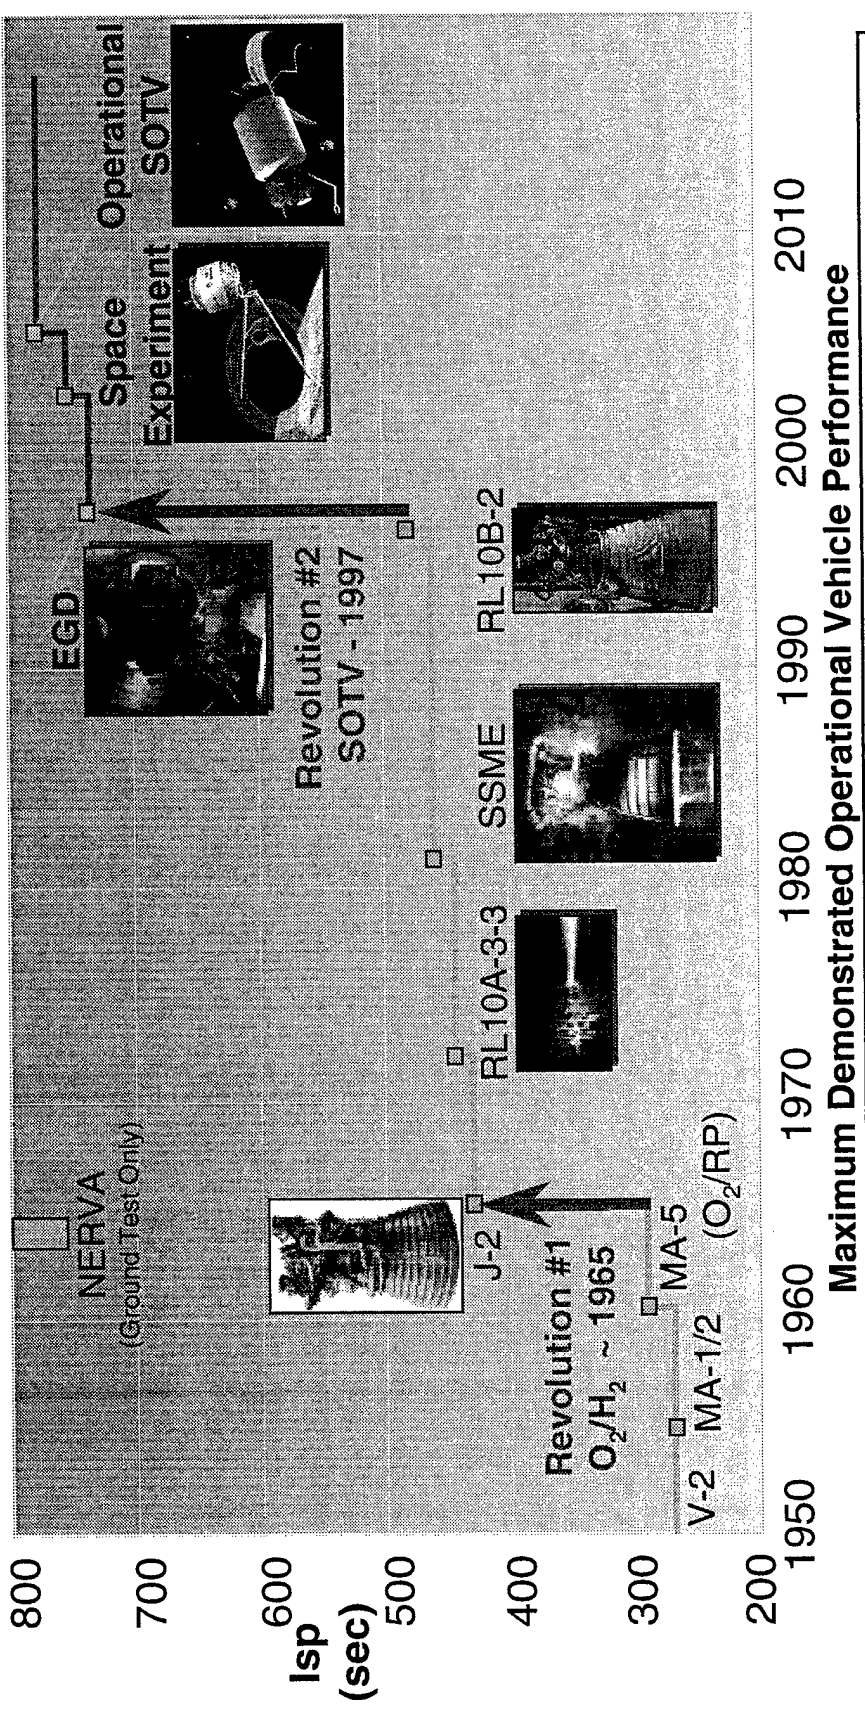 800
700
600
Isp
(sec)
500
400
300
200
NERVA
(Ground Test Only)
EGD
Space
Experiment
Operational
SOTV
Revolution #2
SOTV - 1997
J-2
Revolution #1
O₂/H₂ ~ 1965
RL10A-3-3
SSME
RL10B-2
V-2
MA-1/2
MA-5
(O₂/RP)
1950
1960
1970
1980
1990
2000
2010
Maximum Demonstrated Operational Vehicle Performance